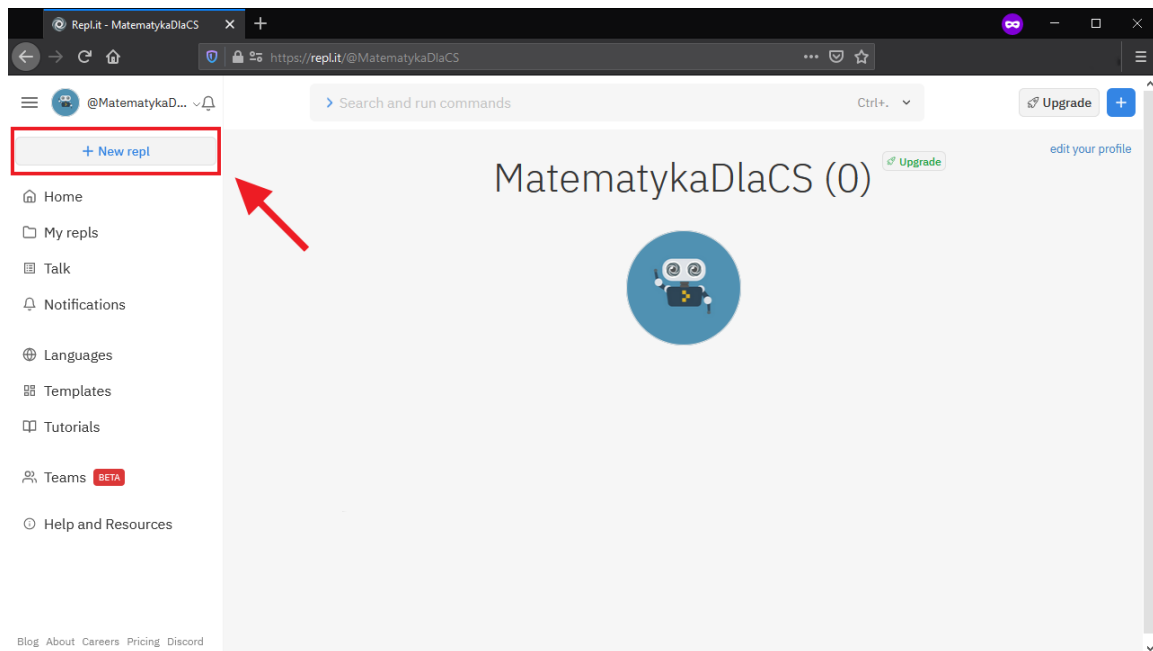 Repl.it - MatematykaDlaCS
https://repl.it/@MatematykaDlaCS
@MatematykaD...
Search and run commands
Ctrl+.
Upgrade
+ New repl
edit your profile
MatematykaDlaCS (0)
Upgrade
Home
My repls
Talk
Notifications
Languages
Templates
Tutorials
Teams BETA
Help and Resources
Blog About Careers Pricing Discord